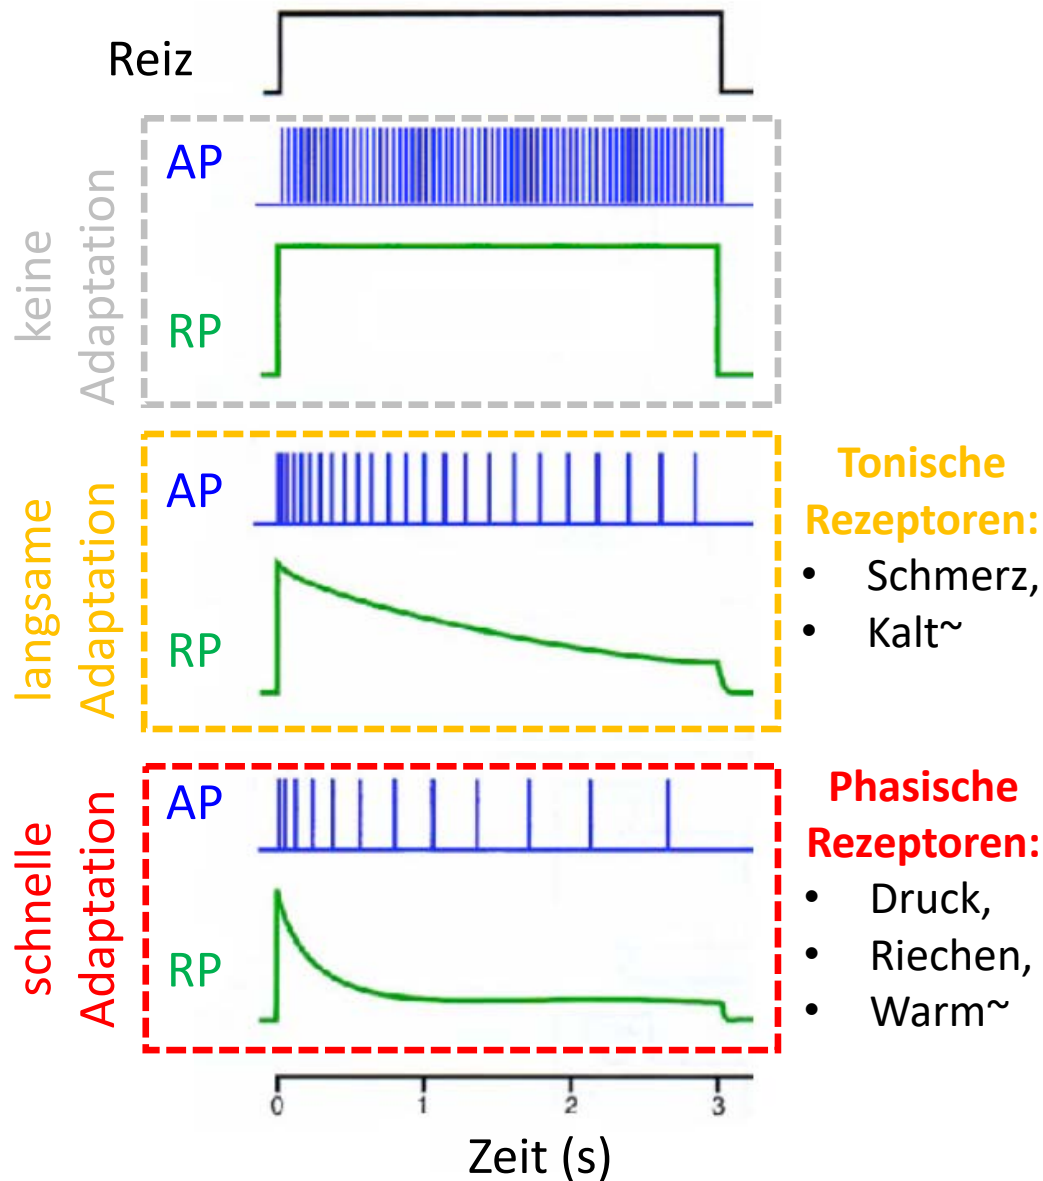 Reiz
keine
Adaptation
AP
RP
langsame
Adaptation
AP
RP
Tonische
Rezeptoren:
• Schmerz,
• Kalt~
schnelle
Adaptation
AP
RP
Phasische
Rezeptoren:
• Druck,
• Riechen,
• Warm~
0 1 2 3
Zeit (s)